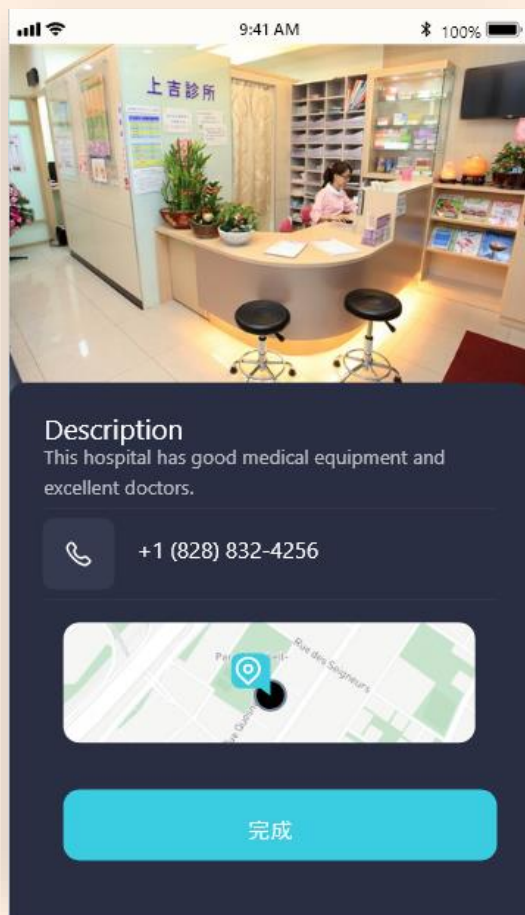 9:41 AM
100%
上吉診所
Description
This hospital has good medical equipment and
excellent doctors.
+1 (828) 832-4256
Rue des Seigneurs
完成